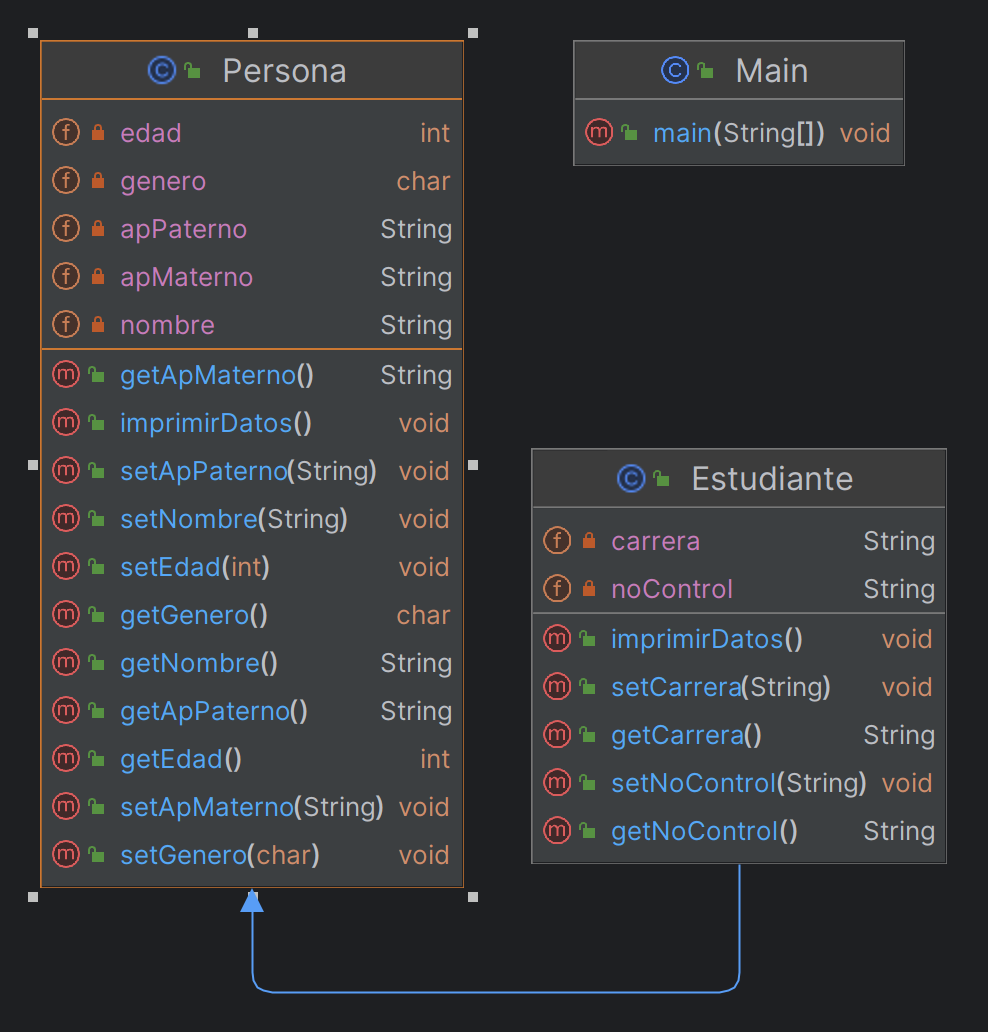 Persona
edad int
genero char
apPaterno String
apMaterno String
nombre String
getApMaterno() String
imprimirDatos() void
setApPaterno(String) void
setNombre(String) void
setEdad(int) void
getGenero() char
getNombre() String
getApPaterno() String
getEdad() int
setApMaterno(String) void
setGenero(char) void
Main
main(String[]) void
Estudiante
carrera String
noControl String
imprimirDatos() void
setCarrera(String) void
getCarrera() String
setNoControl(String) void
getNoControl() String